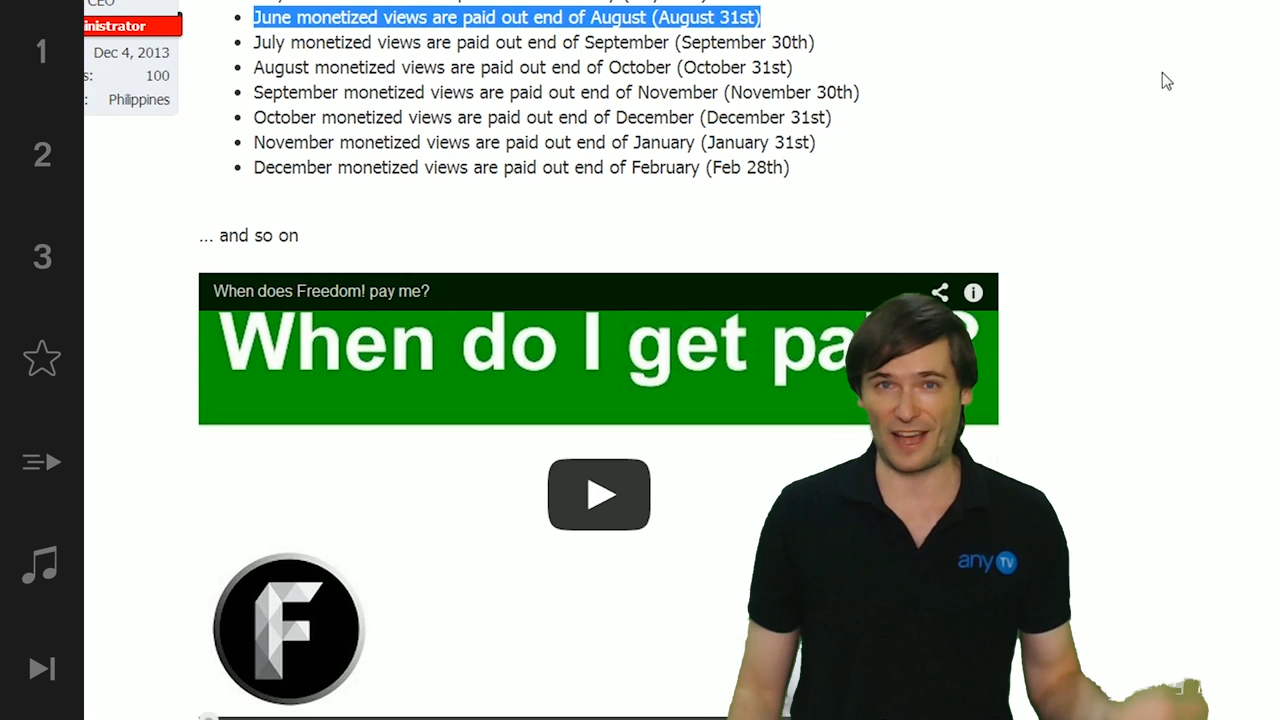 CEO
inistrator
Dec 4, 2013
s: 100
: Philippines
June monetized views are paid out end of August (August 31st)
July monetized views are paid out end of September (September 30th)
August monetized views are paid out end of October (October 31st)
September monetized views are paid out end of November (November 30th)
October monetized views are paid out end of December (December 31st)
November monetized views are paid out end of January (January 31st)
December monetized views are paid out end of February (Feb 28th)
... and so on
When does Freedom! pay me?
When do I get pa
any TV
F
1
2
3